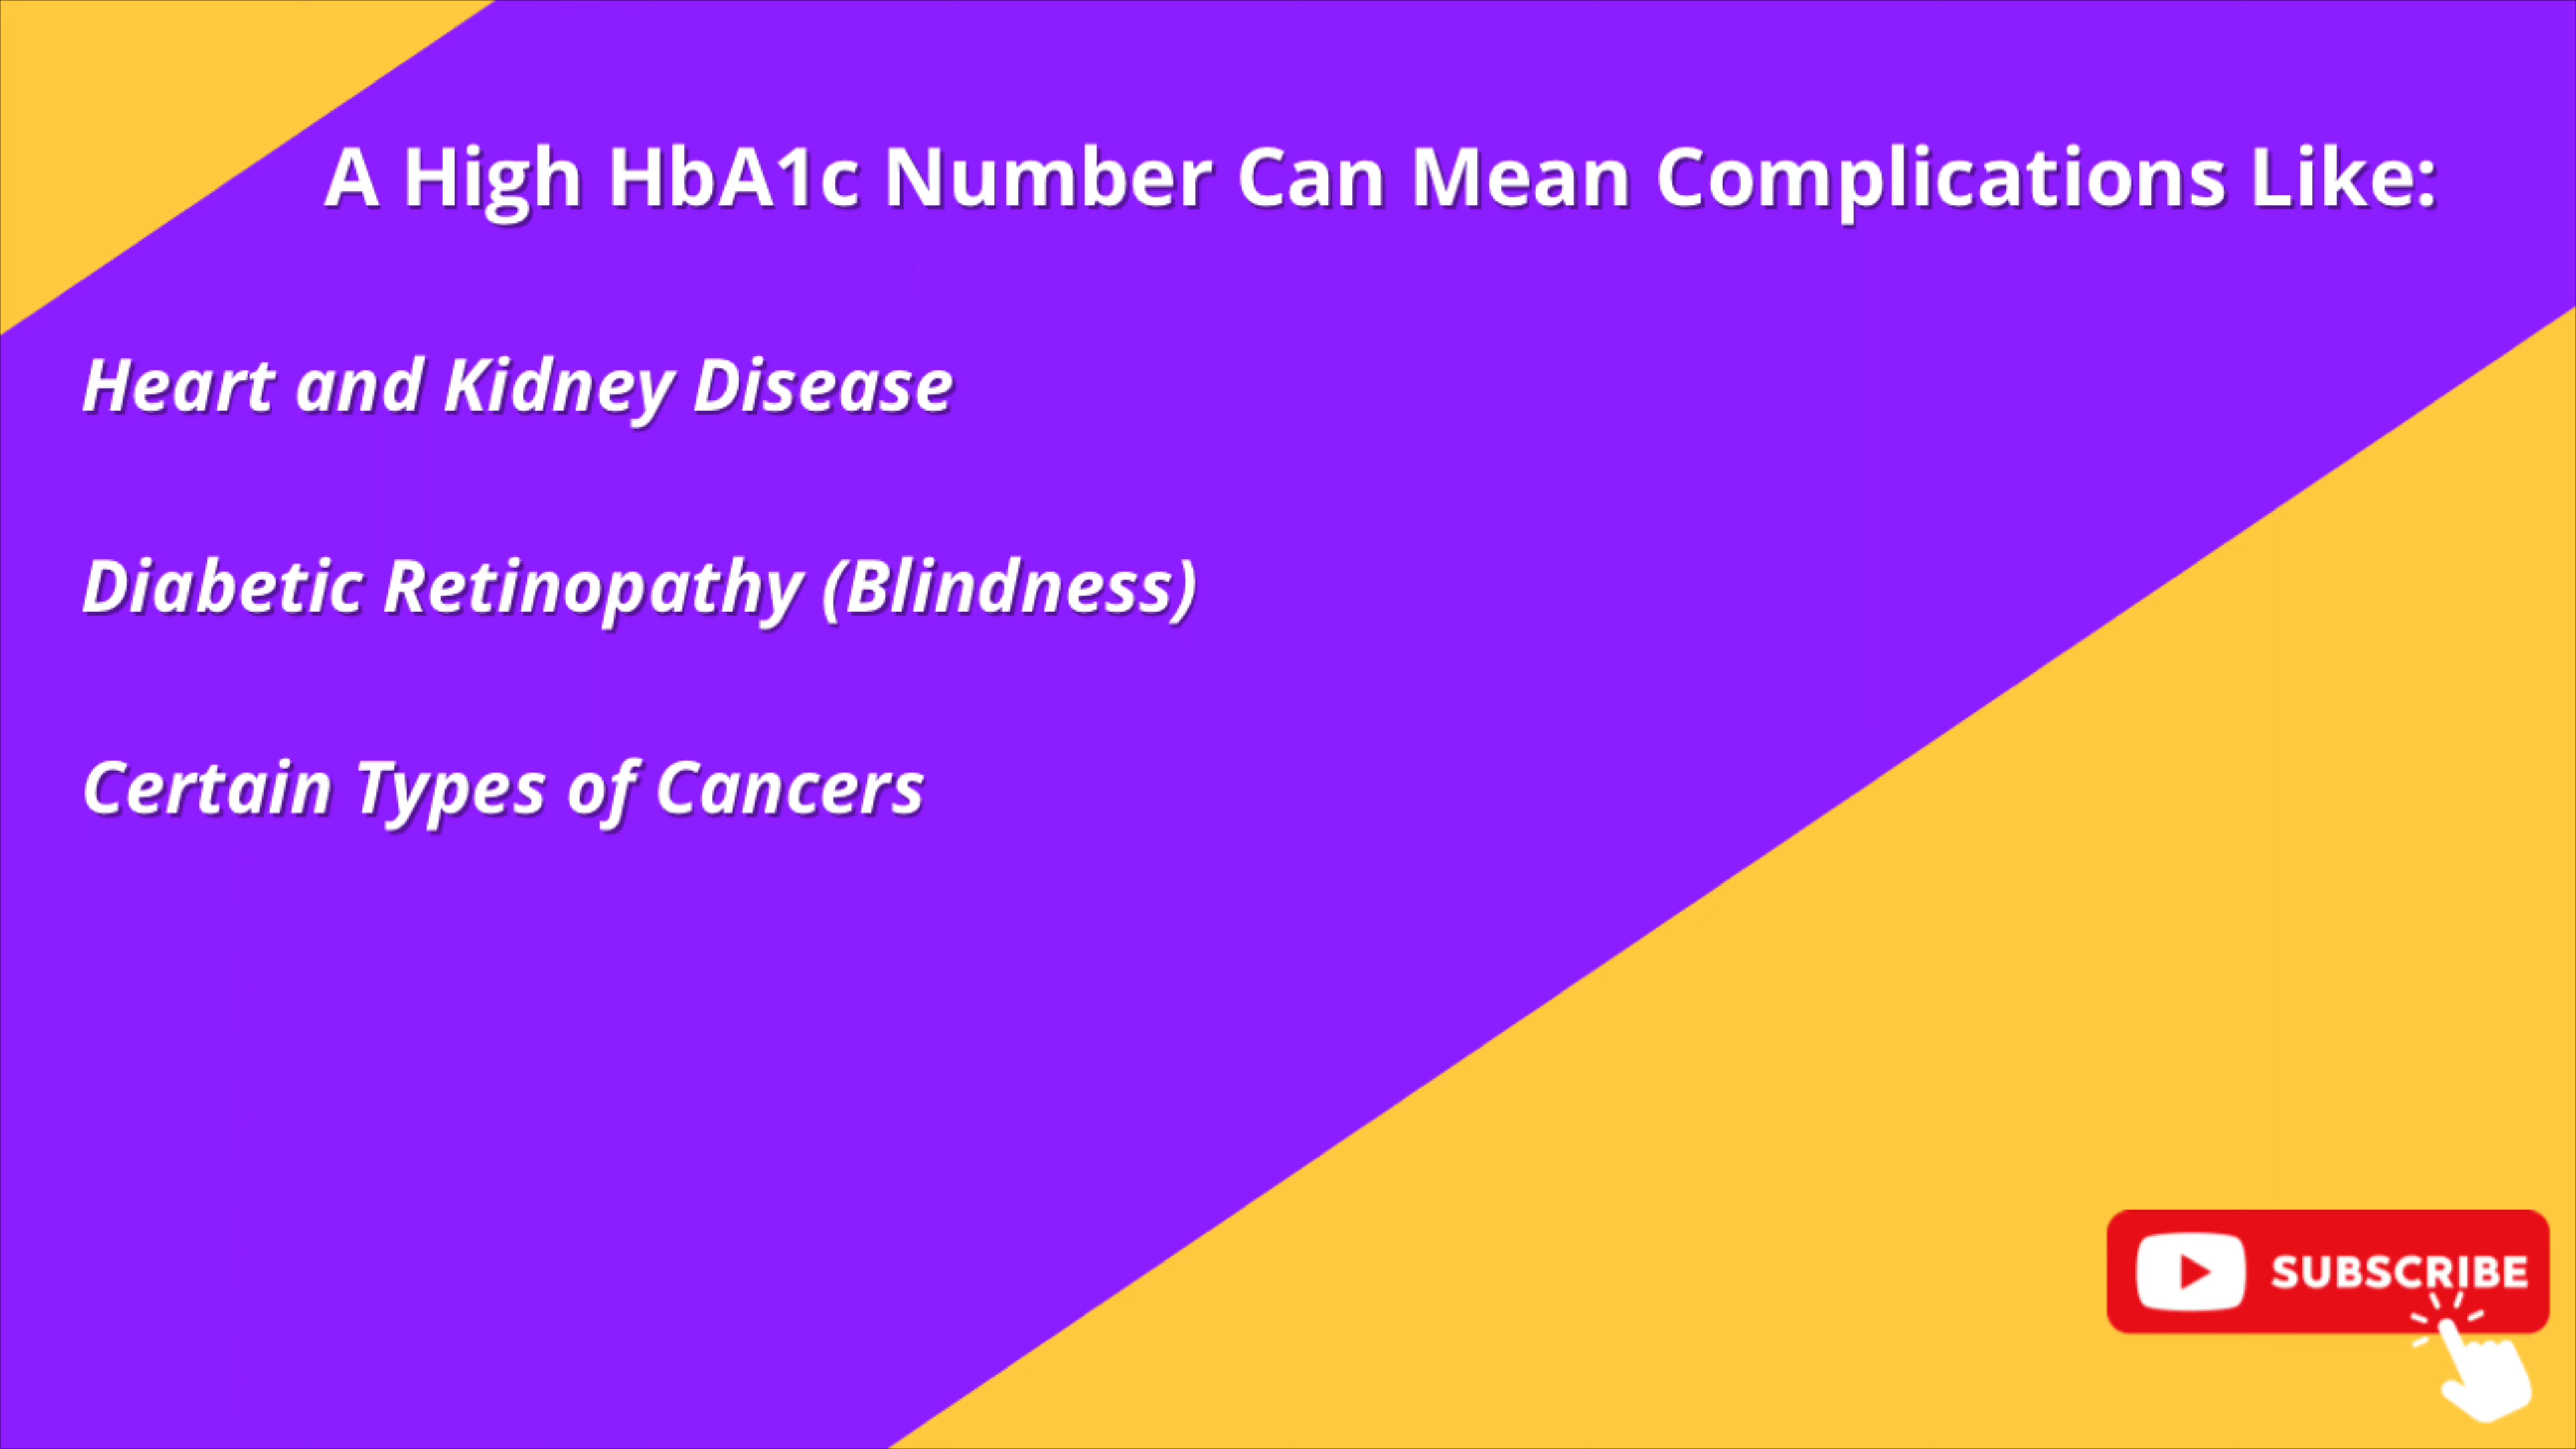 A High HbA1c Number Can Mean Complications Like:
Heart and Kidney Disease
Diabetic Retinopathy (Blindness)
Certain Types of Cancers
SUBSCRIBE